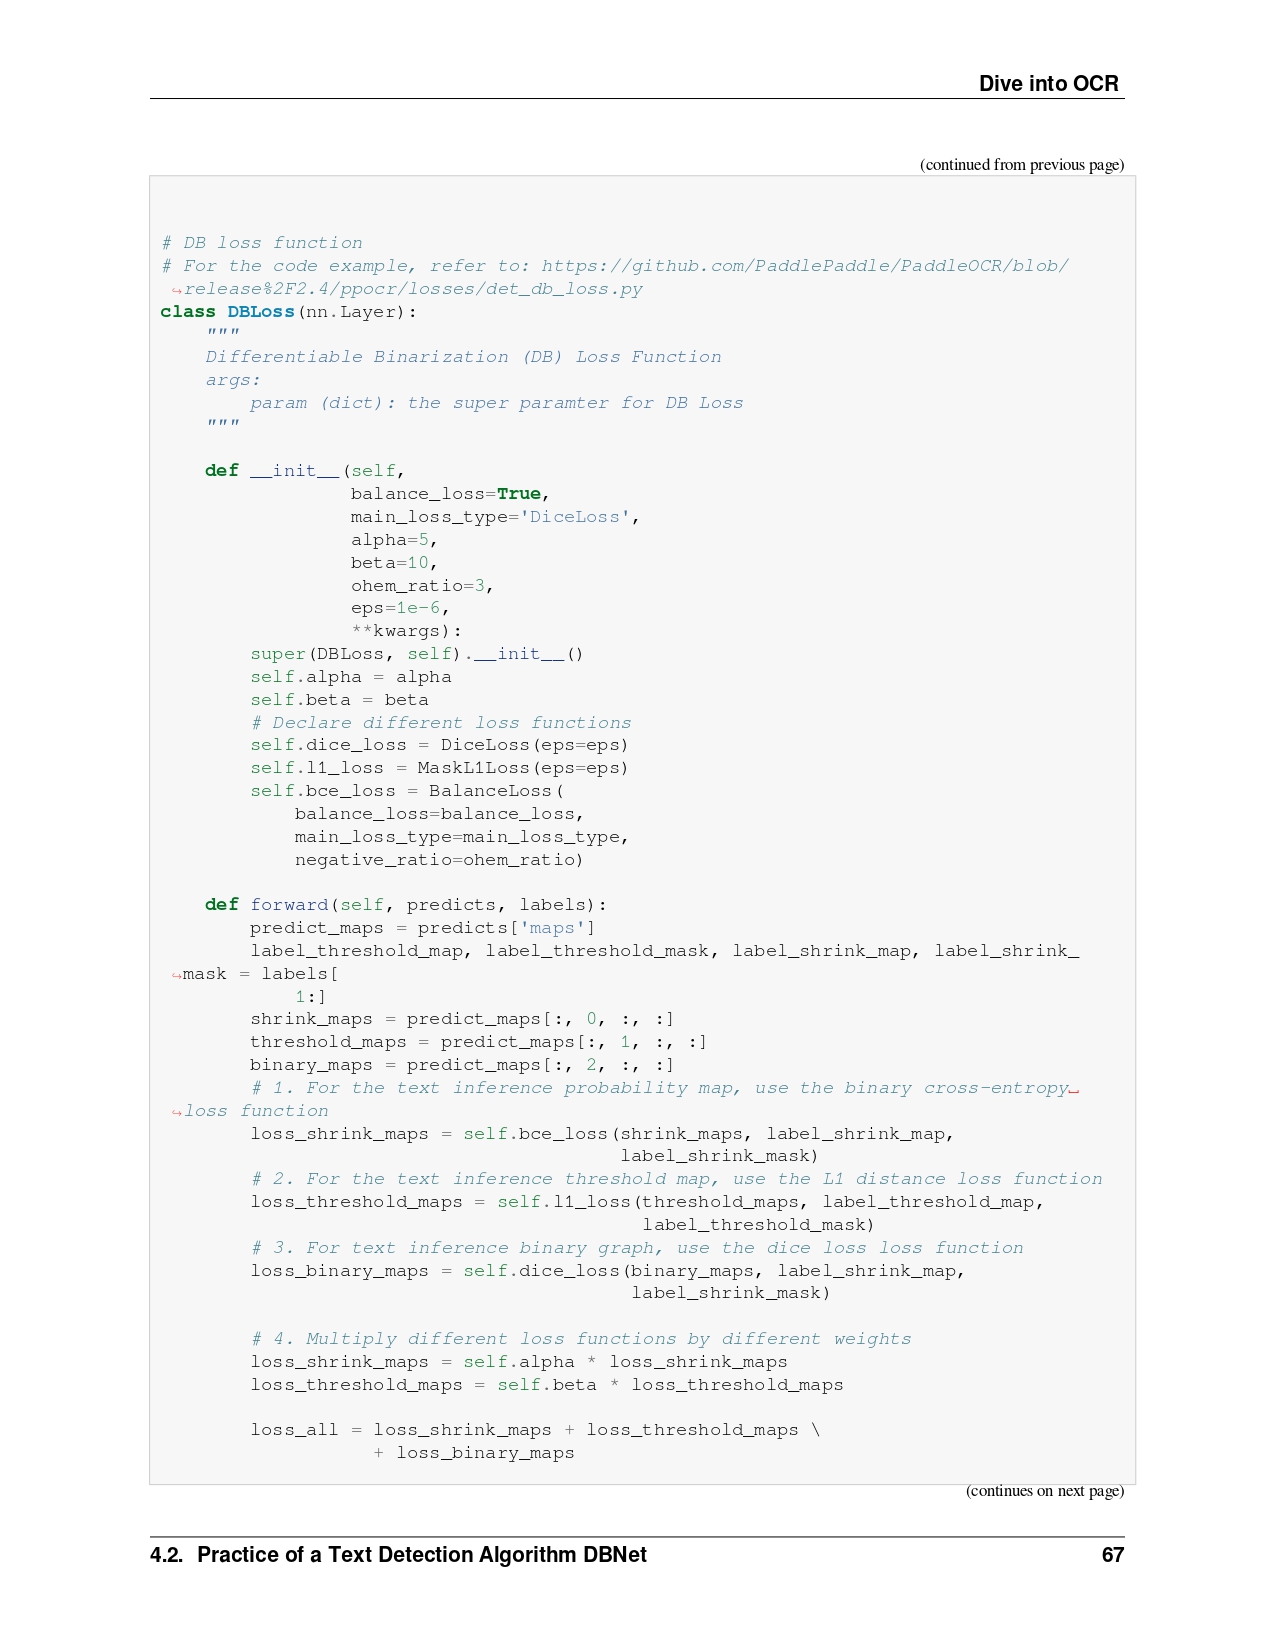 Dive into OCR
(continued from previous page)
# DB loss function
# For the code example, refer to: https://github.com/PaddlePaddle/PaddleOCR/blob/
↪release%2F2.4/ppocr/losses/det_db_loss.py
class DBLoss(nn.Layer):
    """
    Differentiable Binarization (DB) Loss Function
    args:
        param (dict): the super paramter for DB Loss
    """
    def __init__(self,
                 balance_loss=True,
                 main_loss_type='DiceLoss',
                 alpha=5,
                 beta=10,
                 ohem_ratio=3,
                 eps=1e-6,
                 **kwargs):
        super(DBLoss, self).__init__()
        self.alpha = alpha
        self.beta = beta
        # Declare different loss functions
        self.dice_loss = DiceLoss(eps=eps)
        self.l1_loss = MaskL1Loss(eps=eps)
        self.bce_loss = BalanceLoss(
            balance_loss=balance_loss,
            main_loss_type=main_loss_type,
            negative_ratio=ohem_ratio)
    def forward(self, predicts, labels):
        predict_maps = predicts['maps']
        label_threshold_map, label_threshold_mask, label_shrink_map, label_shrink_
↪mask = labels[
            1:]
        shrink_maps = predict_maps[:, 0, :, :]
        threshold_maps = predict_maps[:, 1, :, :]
        binary_maps = predict_maps[:, 2, :, :]
        # 1. For the text inference probability map, use the binary cross-entropy␣
↪loss function
        loss_shrink_maps = self.bce_loss(shrink_maps, label_shrink_map,
                                         label_shrink_mask)
        # 2. For the text inference threshold map, use the L1 distance loss function
        loss_threshold_maps = self.l1_loss(threshold_maps, label_threshold_map,
                                           label_threshold_mask)
        # 3. For text inference binary graph, use the dice loss loss function
        loss_binary_maps = self.dice_loss(binary_maps, label_shrink_map,
                                          label_shrink_mask)
        # 4. Multiply different loss functions by different weights
        loss_shrink_maps = self.alpha * loss_shrink_maps
        loss_threshold_maps = self.beta * loss_threshold_maps
        loss_all = loss_shrink_maps + loss_threshold_maps \
                   + loss_binary_maps
(continues on next page)
4.2. Practice of a Text Detection Algorithm DBNet 67